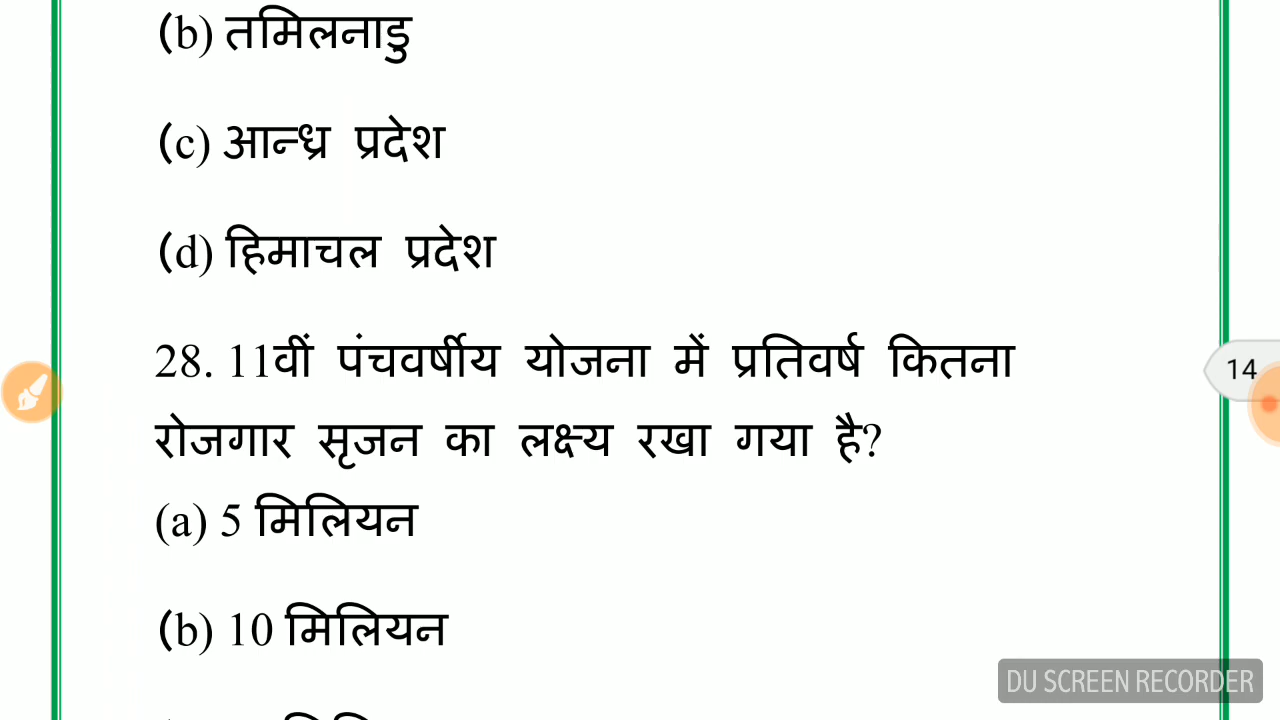 (b) तमिलनाडु
(c) आन्ध्र प्रदेश
(d) हिमाचल प्रदेश
28. 11वीं पंचवर्षीय योजना में प्रतिवर्ष कितना
रोजगार सृजन का लक्ष्य रखा गया है?
14
(a) 5 मिलियन
(b) 10 मिलियन
DU SCREEN RECORDER